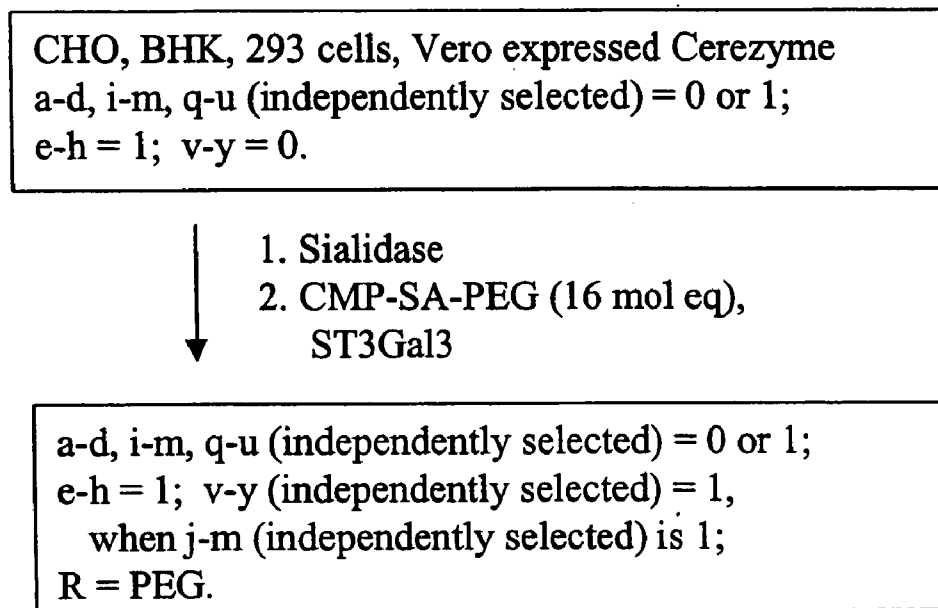 CHO, BHK, 293 cells, Vero expressed Cerezyme
a-d, i-m, q-u (independently selected) = 0 or 1;
e-h = 1; v-y = 0.
1. Sialidase
2. CMP-SA-PEG (16 mol eq),
ST3Gal3
a-d, i-m, q-u (independently selected) = 0 or 1;
e-h = 1; v-y (independently selected) = 1,
when j-m (independently selected) is 1;
R = PEG.